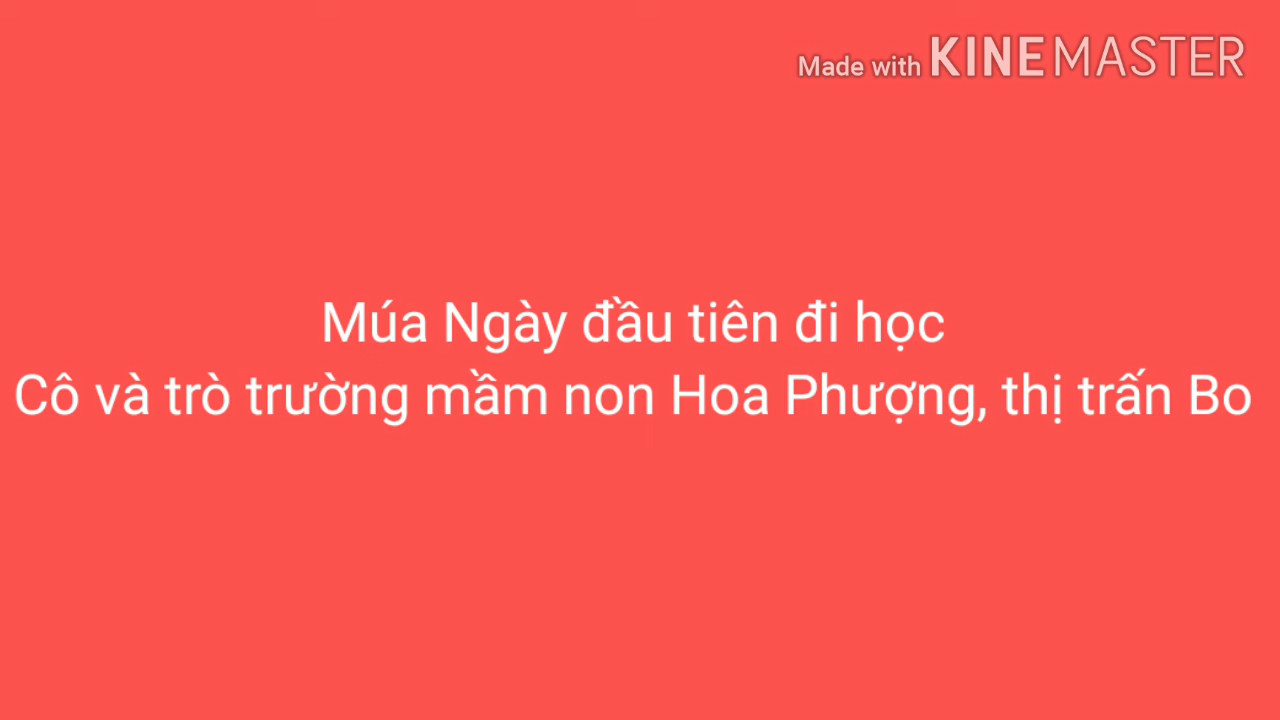 Made with KINEMASTER
Múa Ngày đầu tiên đi học
Cô và trò trường mầm non Hoa Phượng, thị trấn Bo